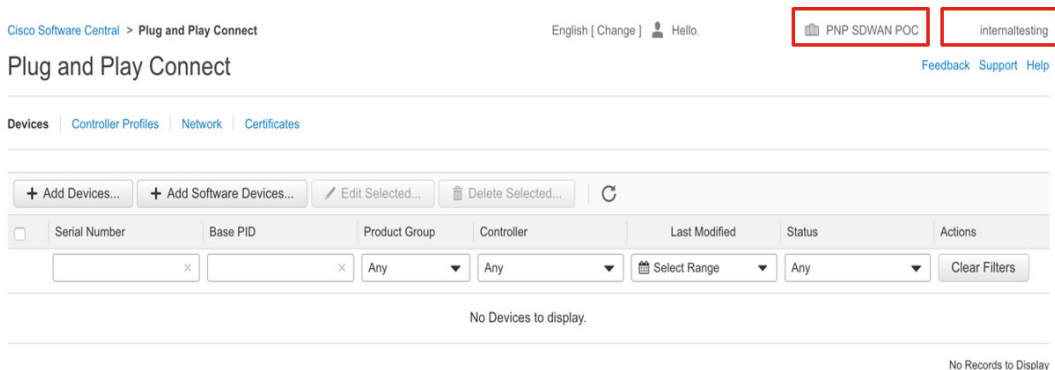 Cisco Software Central > Plug and Play Connect English [ Change ] Hello, PNP SDWAN POC internaltesting
Plug and Play Connect Feedback Support Help
Devices Controller Profiles Network Certificates
+ Add Devices... + Add Software Devices... Edit Selected... Delete Selected...
Serial Number Base PID Product Group Controller Last Modified Status Actions
× × Any Any Select Range Any Clear Filters
No Devices to display.
No Records to Display